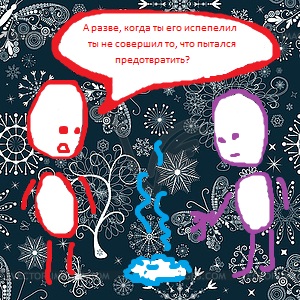 А разве, когда ты его испепелил
ты не совершил то, что пытался
предотвратить?